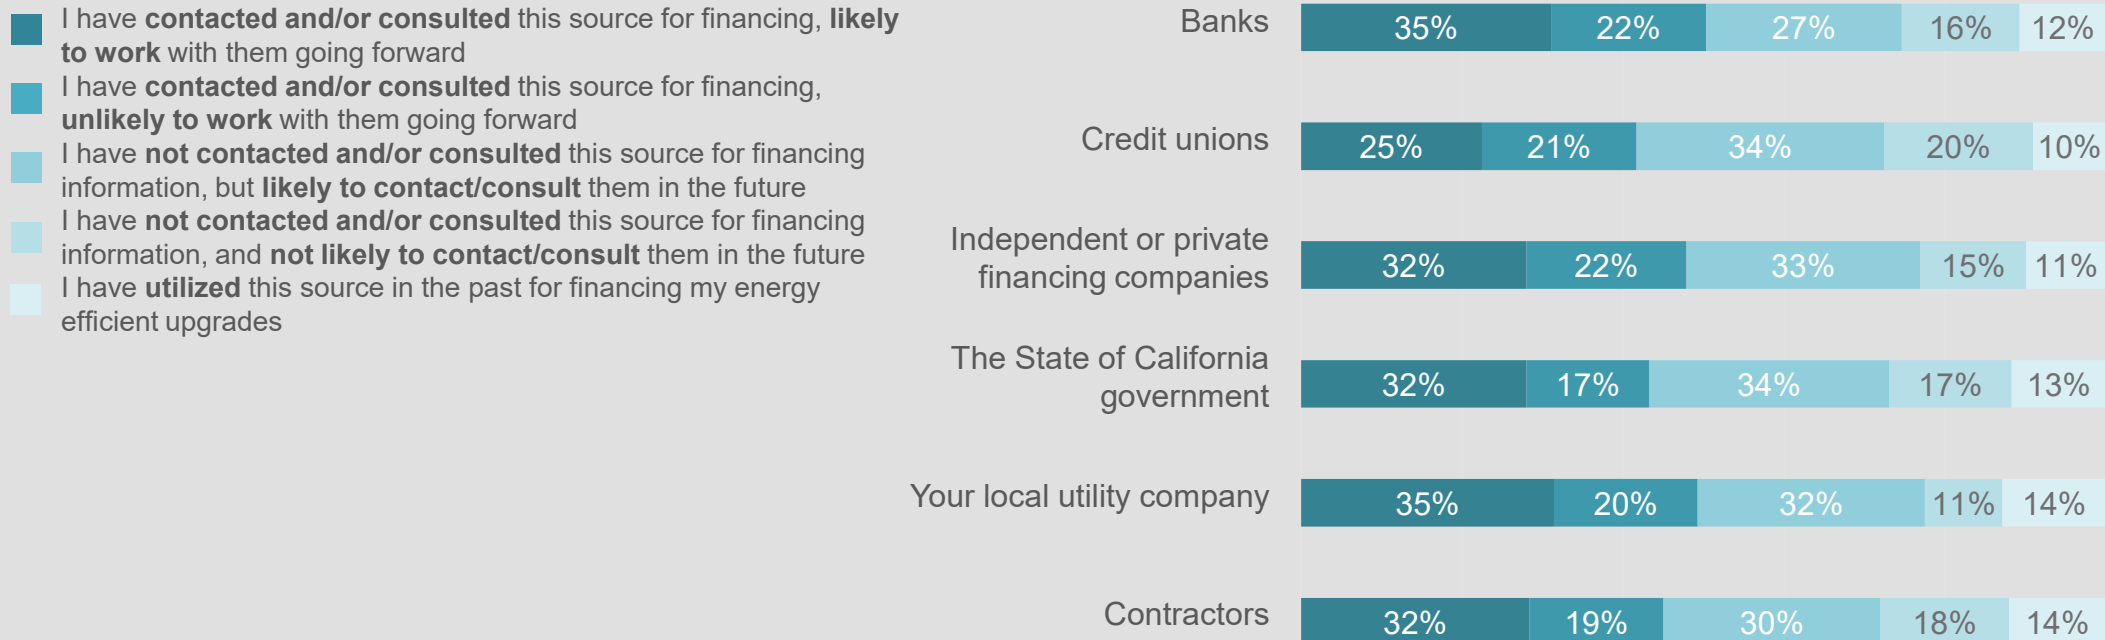 I have contacted and/or consulted this source for financing, likely
to work with them going forward
I have contacted and/or consulted this source for financing,
unlikely to work with them going forward
I have not contacted and/or consulted this source for financing
information, but likely to contact/consult them in the future
I have not contacted and/or consulted this source for financing
information, and not likely to contact/consult them in the future
I have utilized this source in the past for financing my energy
efficient upgrades
Banks 35% 22% 27% 16% 12%
Credit unions 25% 21% 34% 20% 10%
Independent or private
financing companies 32% 22% 33% 15% 11%
The State of California
government 32% 17% 34% 17% 13%
Your local utility company 35% 20% 32% 11% 14%
Contractors 32% 19% 30% 18% 14%